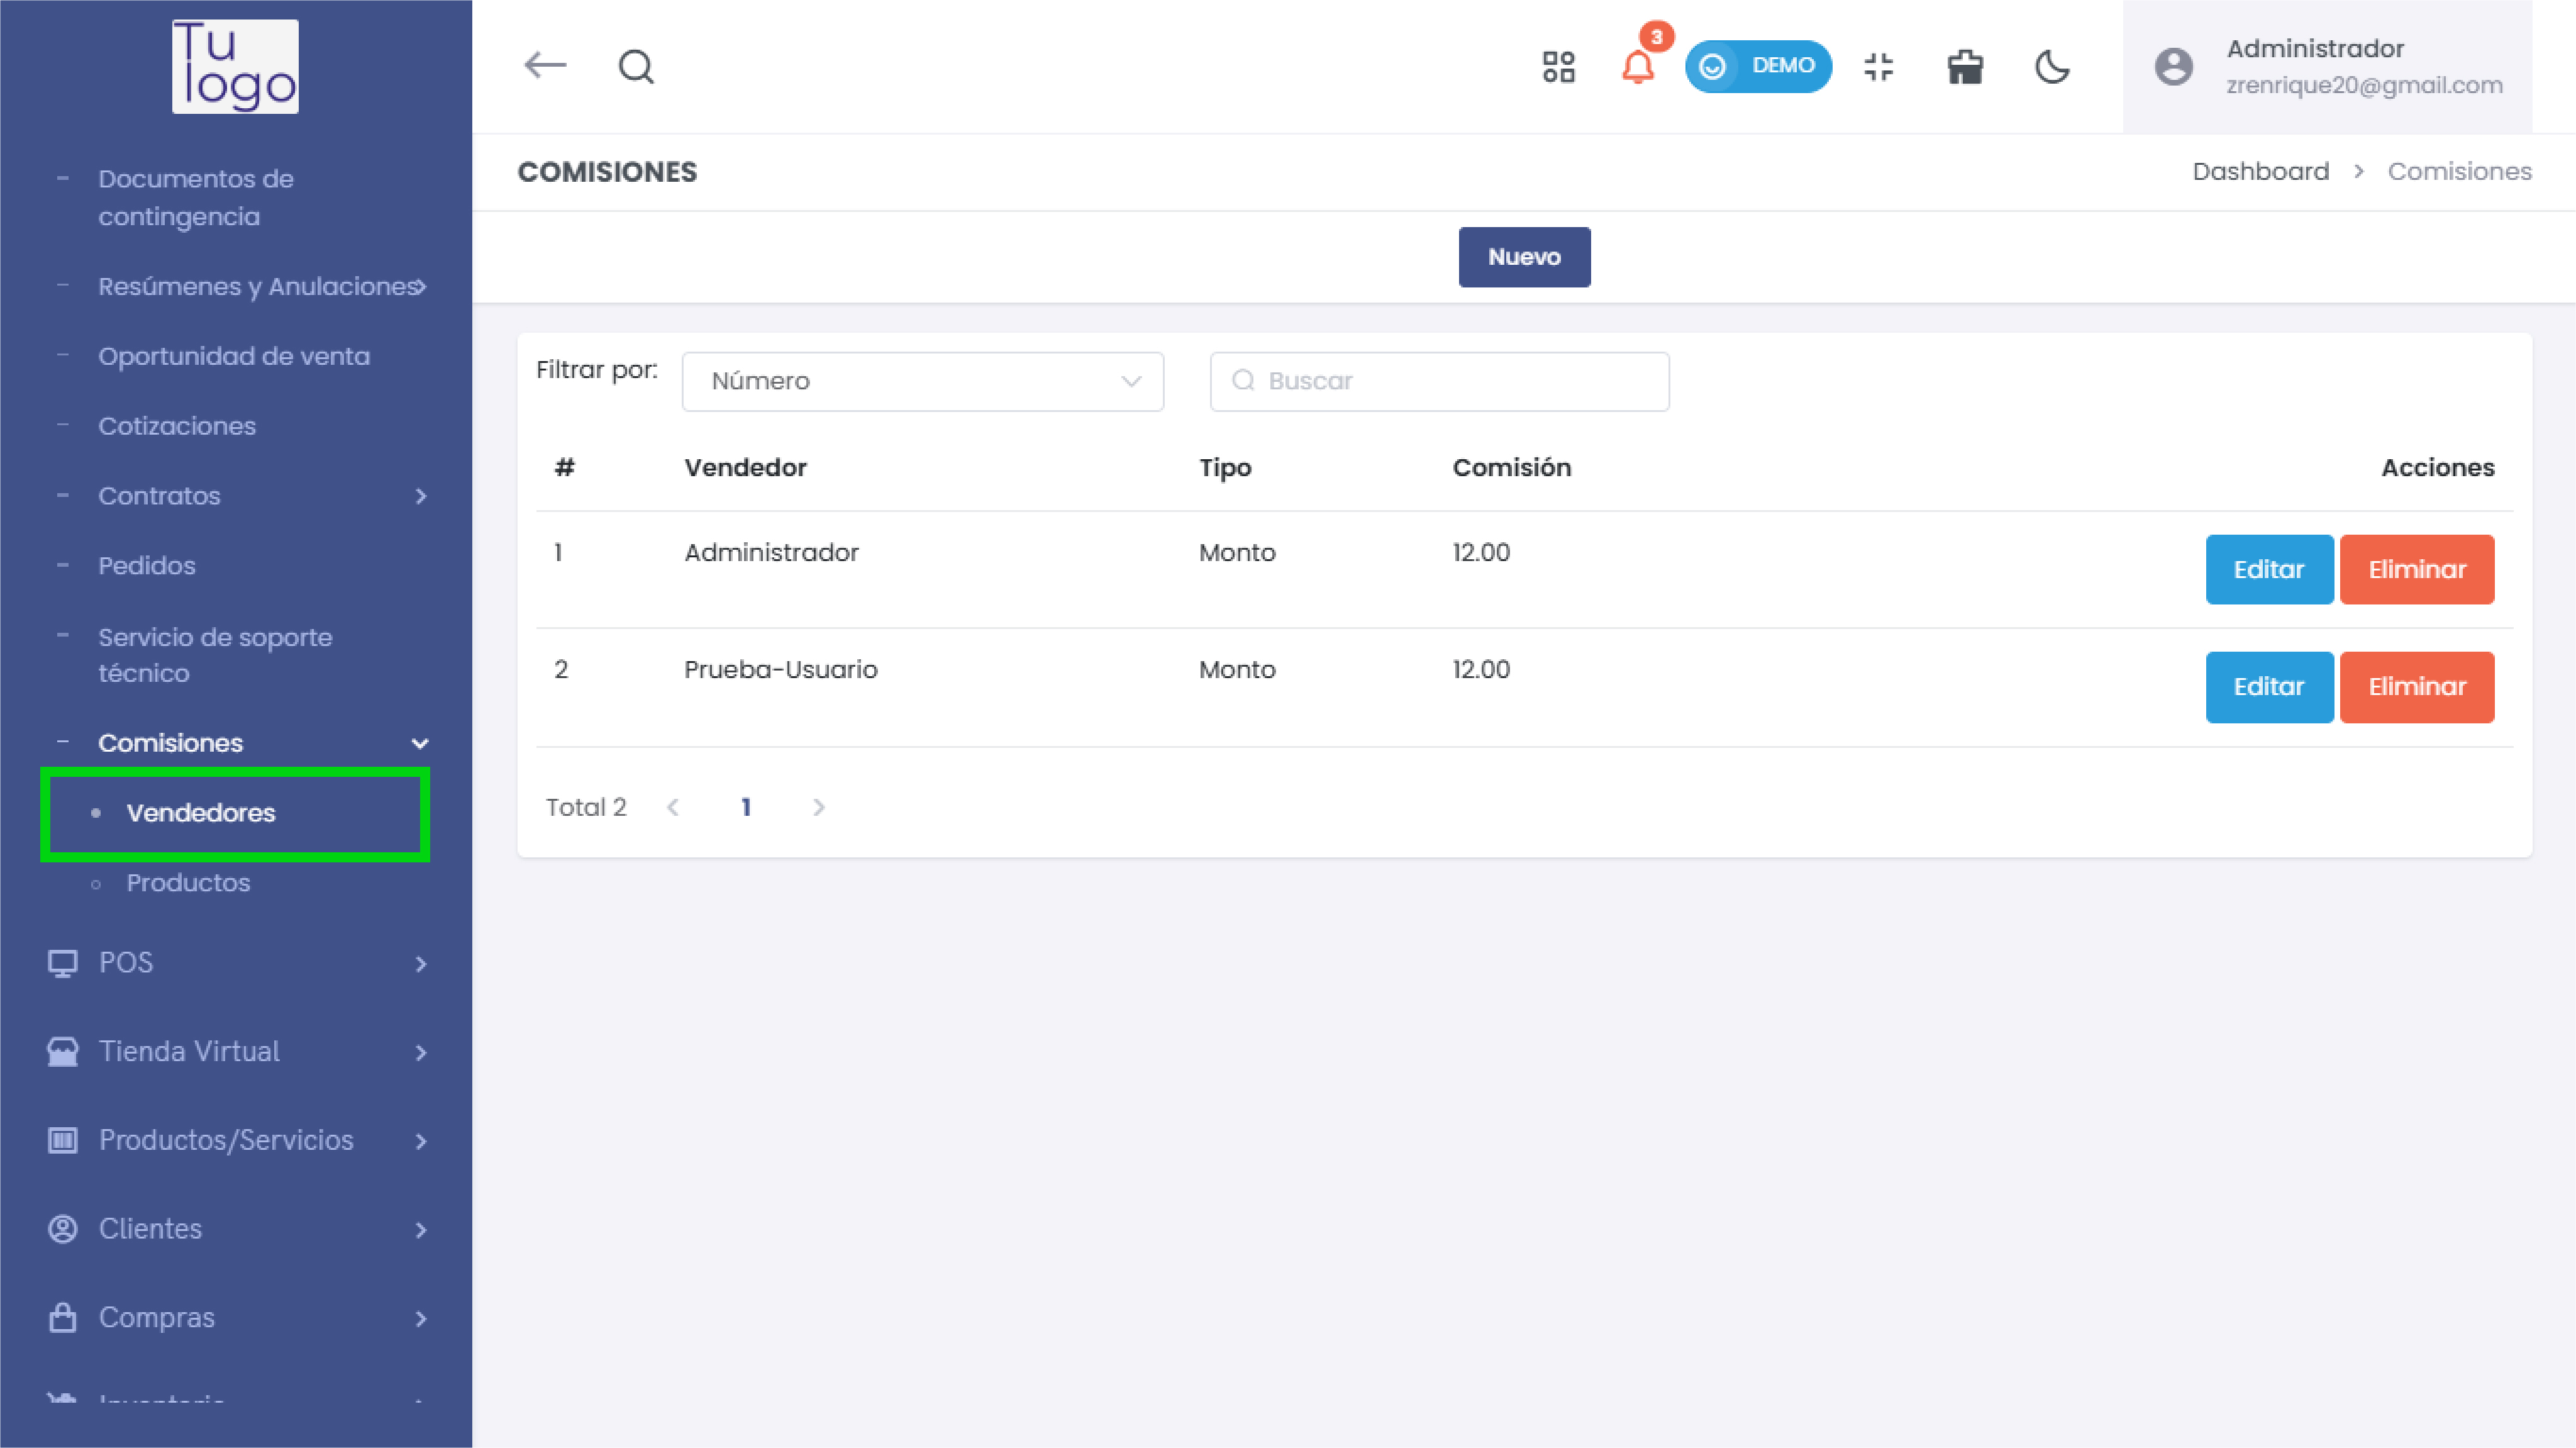 Tu
logo
Documentos de
contingencia
Resúmenes y Anulaciones
Oportunidad de venta
Cotizaciones
Contratos
Pedidos
Servicio de soporte
técnico
Comisiones
Vendedores
Productos
POS
Tienda Virtual
Productos/Servicios
Clientes
Compras
3
DEMO
Administrador
zrenrique20@gmail.com
COMISIONES
Dashboard > Comisiones
Nuevo
Filtrar por: Número Buscar
# Vendedor Tipo Comisión Acciones
1 Administrador Monto 12.00 Editar Eliminar
2 Prueba-Usuario Monto 12.00 Editar Eliminar
Total 2 < 1 >